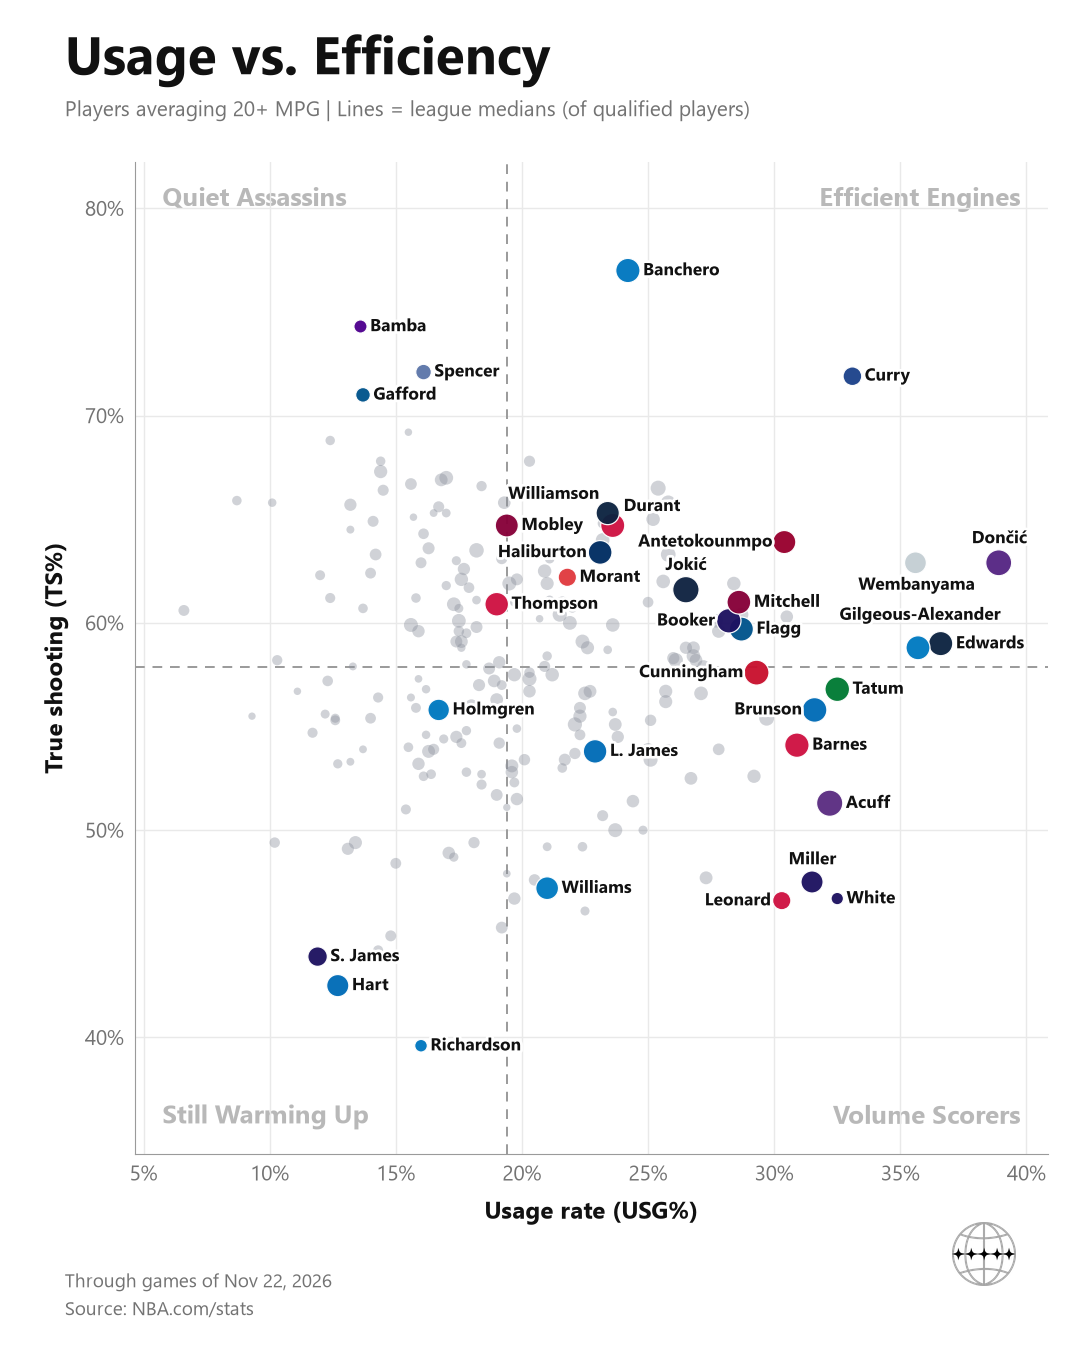 Usage vs. Efficiency
Players averaging 20+ MPG | Lines = league medians (of qualified players)
Quiet Assassins
Efficient Engines
80%
Banchero
Bamba
Spencer
Curry
Gafford
70%
Williamson
Durant
Mobley
Antetokounmpo
Dončić
Haliburton
Jokić
Morant
Wembanyama
Thompson
Mitchell
Gilgeous-Alexander
60%
Booker
Flagg
Edwards
Cunningham
Tatum
Holmgren
Brunson
L. James
Barnes
Acuff
50%
Miller
Williams
Leonard
White
S. James
Hart
40%
Richardson
Still Warming Up
Volume Scorers
True shooting (TS%)
5%
10%
15%
20%
25%
30%
35%
40%
Usage rate (USG%)
Through games of Nov 22, 2026
Source: NBA.com/stats